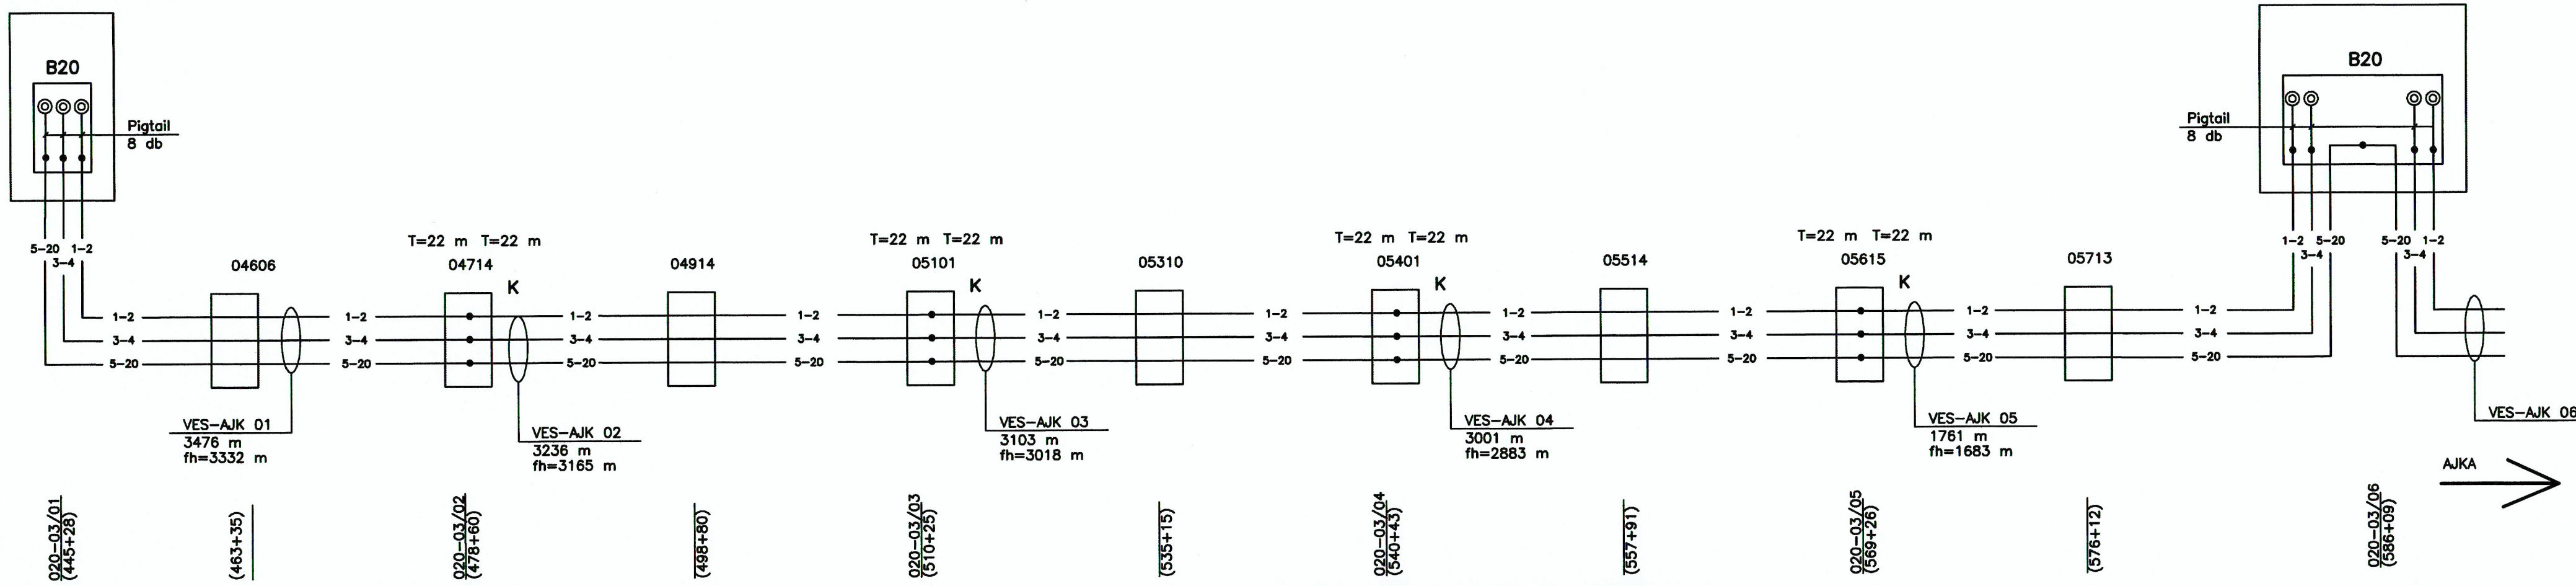 B20
Pigtail
8 db
B20
Pigtail
8 db
5-20 1-2
3-4
T=22 m T=22 m
T=22 m T=22 m
T=22 m T=22 m
T=22 m T=22 m
1-2 5-20
3-4
5-20 1-2
3-4
04606
04714
04914
05101
05310
05401
05514
05615
05713
K
K
K
K
1-2 1-2 1-2 1-2 1-2 1-2 1-2 1-2 1-2 1-2
3-4 3-4 3-4 3-4 3-4 3-4 3-4 3-4 3-4 3-4
5-20 5-20 5-20 5-20 5-20 5-20 5-20 5-20 5-20 5-20
VES-AJK 01
3476 m
fh=3332 m
VES-AJK 02
3236 m
fh=3165 m
VES-AJK 03
3103 m
fh=3018 m
VES-AJK 04
3001 m
fh=2883 m
VES-AJK 05
1761 m
fh=1683 m
VES-AJK 06
AJKA
020-03/01
(445+28)
(463+35)
020-03/02
(478+60)
(498+80)
020-03/03
(510+25)
(535+15)
020-03/04
(540+43)
(557+91)
020-03/05
(569+26)
(576+12)
020-03/06
(586+09)